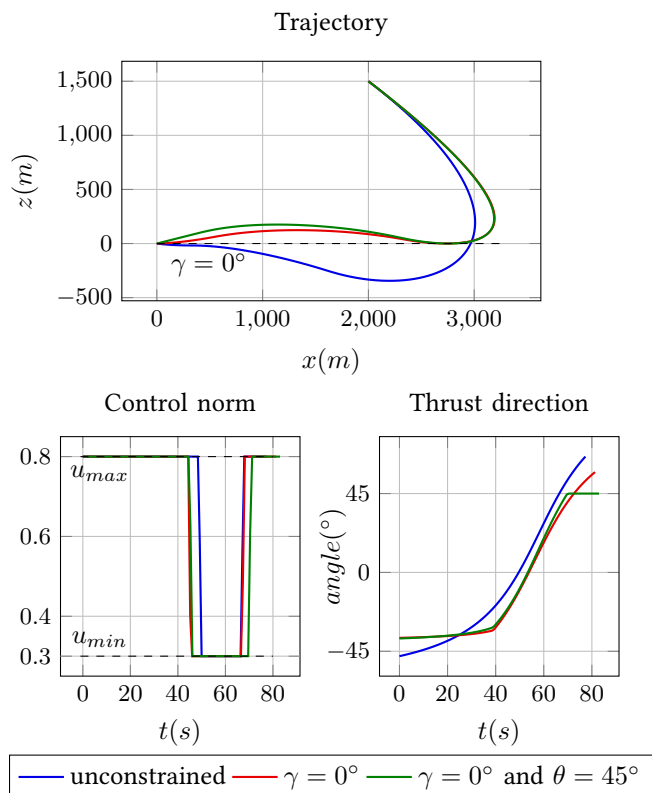 Trajectory
1,500
1,000
500
0
−500
z(m)
γ = 0°
0 1,000 2,000 3,000
x(m)
Control norm Thrust direction
0.8
0.6
0.4
0.3
u_max
u_min
0 20 40 60 80
t(s)
angle(°)
45
0
−45
0 20 40 60 80
t(s)
unconstrained γ = 0° γ = 0° and θ = 45°